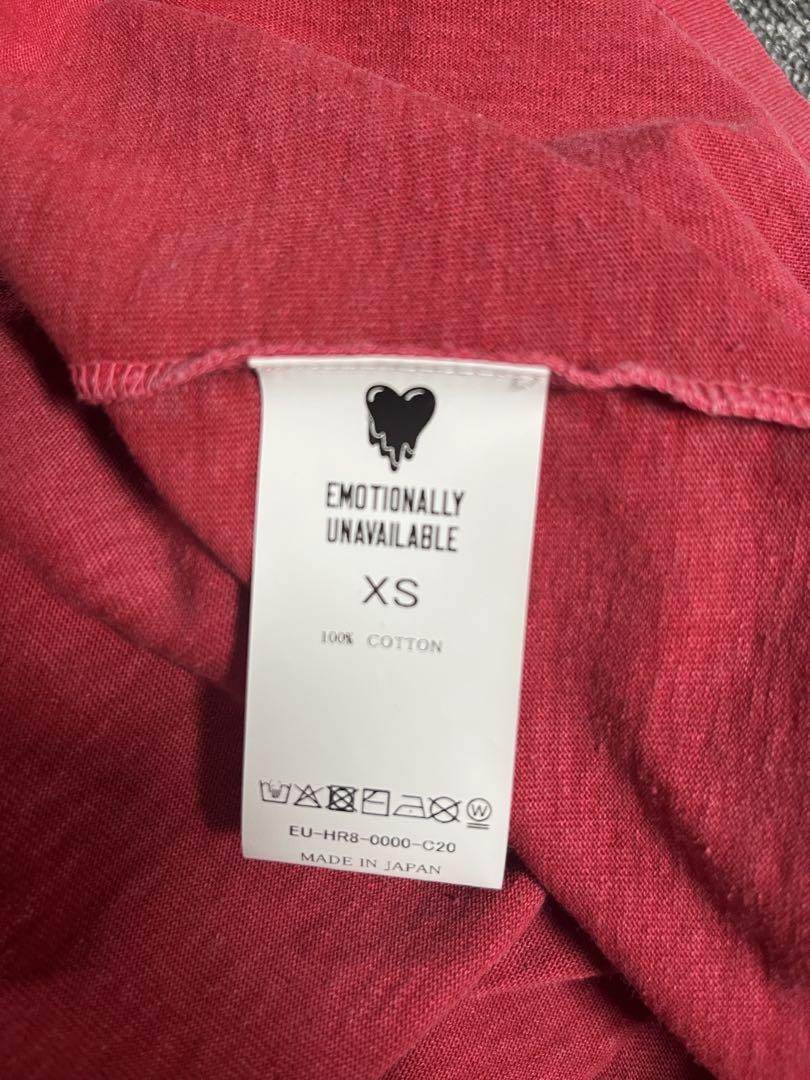 EMOTIONALLY
UNAVAILABLE
XS
100% COTTON
W
EU-HR8-0000-C20
MADE IN JAPAN